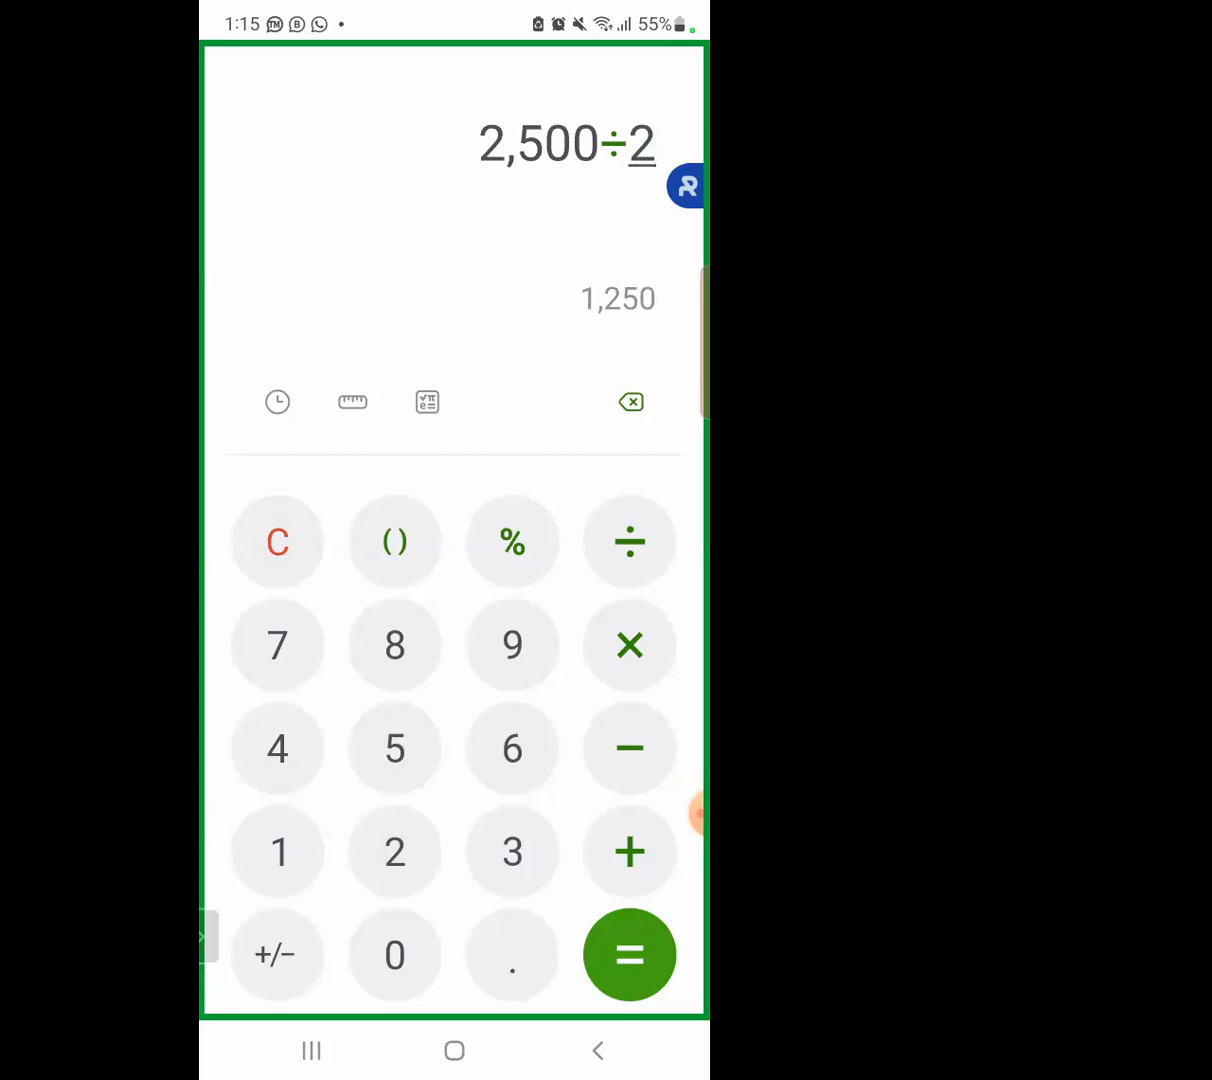 1:15 55%
2,500÷2
1,250
C () % ÷
7 8 9 ×
4 5 6 −
1 2 3 +
+/− 0 . =